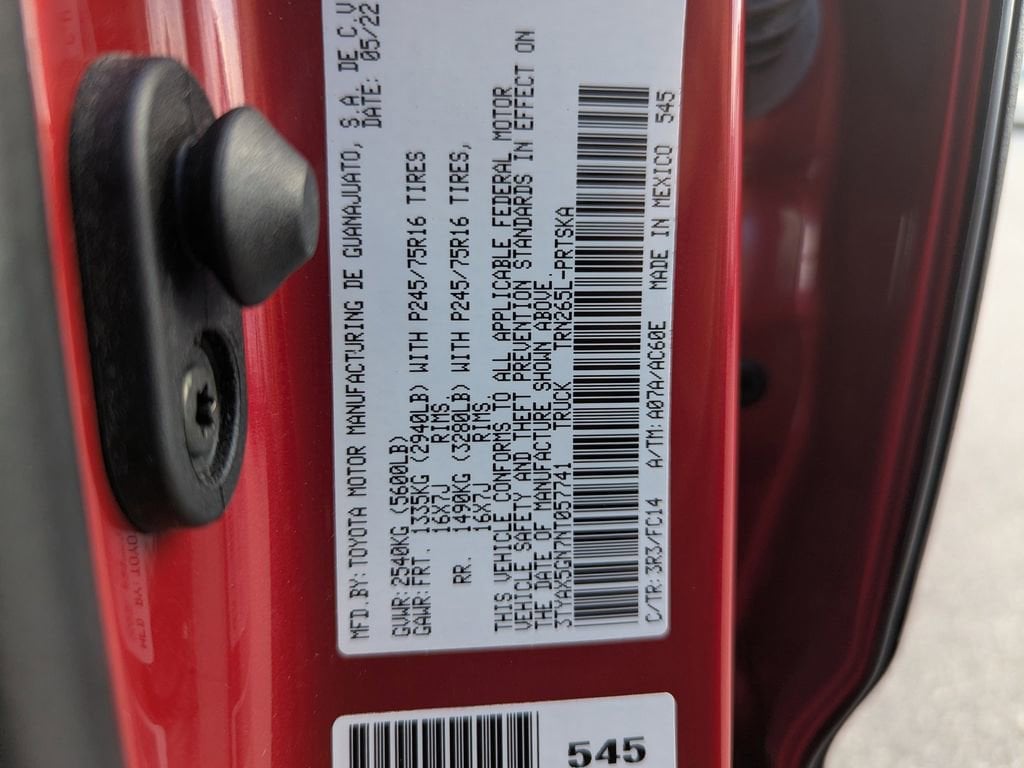 MFD.BY:TOYOTA MOTOR MANUFACTURING DE GUANAJUATO, S.A. DE C.V
DATE: 05/22
GVWR:2540KG (5600LB)
GAWR:FRT. 1335KG (2940LB) WITH P245/75R16 TIRES
16X7J RIMS.
RR. 1490KG (3280LB) WITH P245/75R16 TIRES,
16X7J RIMS.
THIS VEHICLE CONFORMS TO ALL APPLICABLE FEDERAL MOTOR
VEHICLE SAFETY AND THEFT PREVENTION STANDARDS IN EFFECT ON
THE DATE OF MANUFACTURE SHOWN ABOVE.
3TYAX5GN7NT057741 TRUCK TRN265L-PRTSKA
C/TR:3R3/FC14 A/TM:A07A/AC60E MADE IN MEXICO 545
545